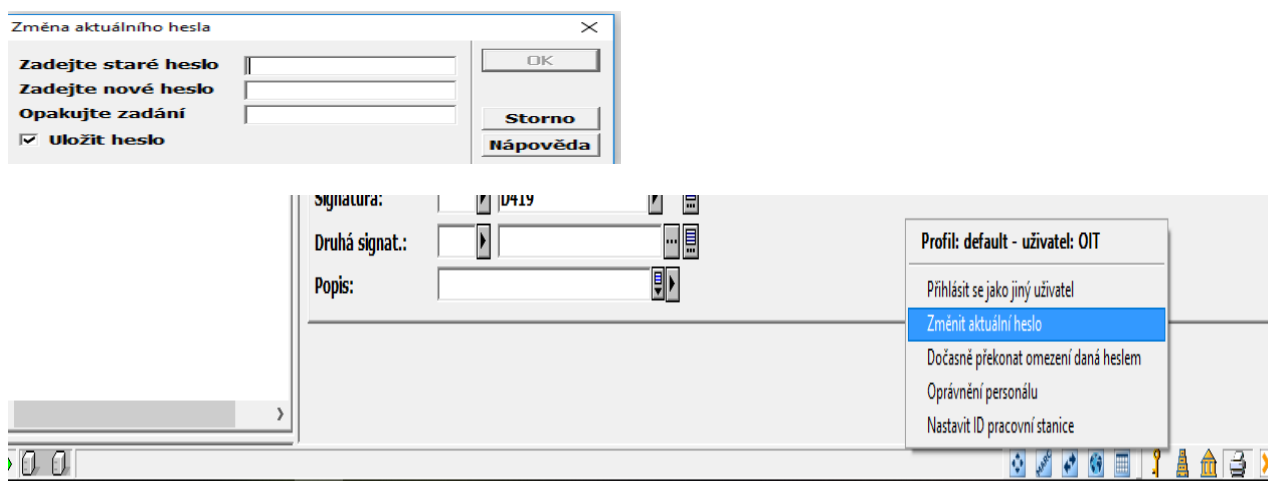 Změna aktuálního hesla
Zadejte staré heslo
OK
Zadejte nové heslo
Opakujte zadání
Storno
Uložit heslo
Nápověda
Signatura:
D419
Druhá signat.:
Popis:
Profil: default - uživatel: OIT
Přihlásit se jako jiný uživatel
Změnit aktuální heslo
Dočasně překonat omezení daná heslem
Oprávnění personálu
Nastavit ID pracovní stanice
MARC